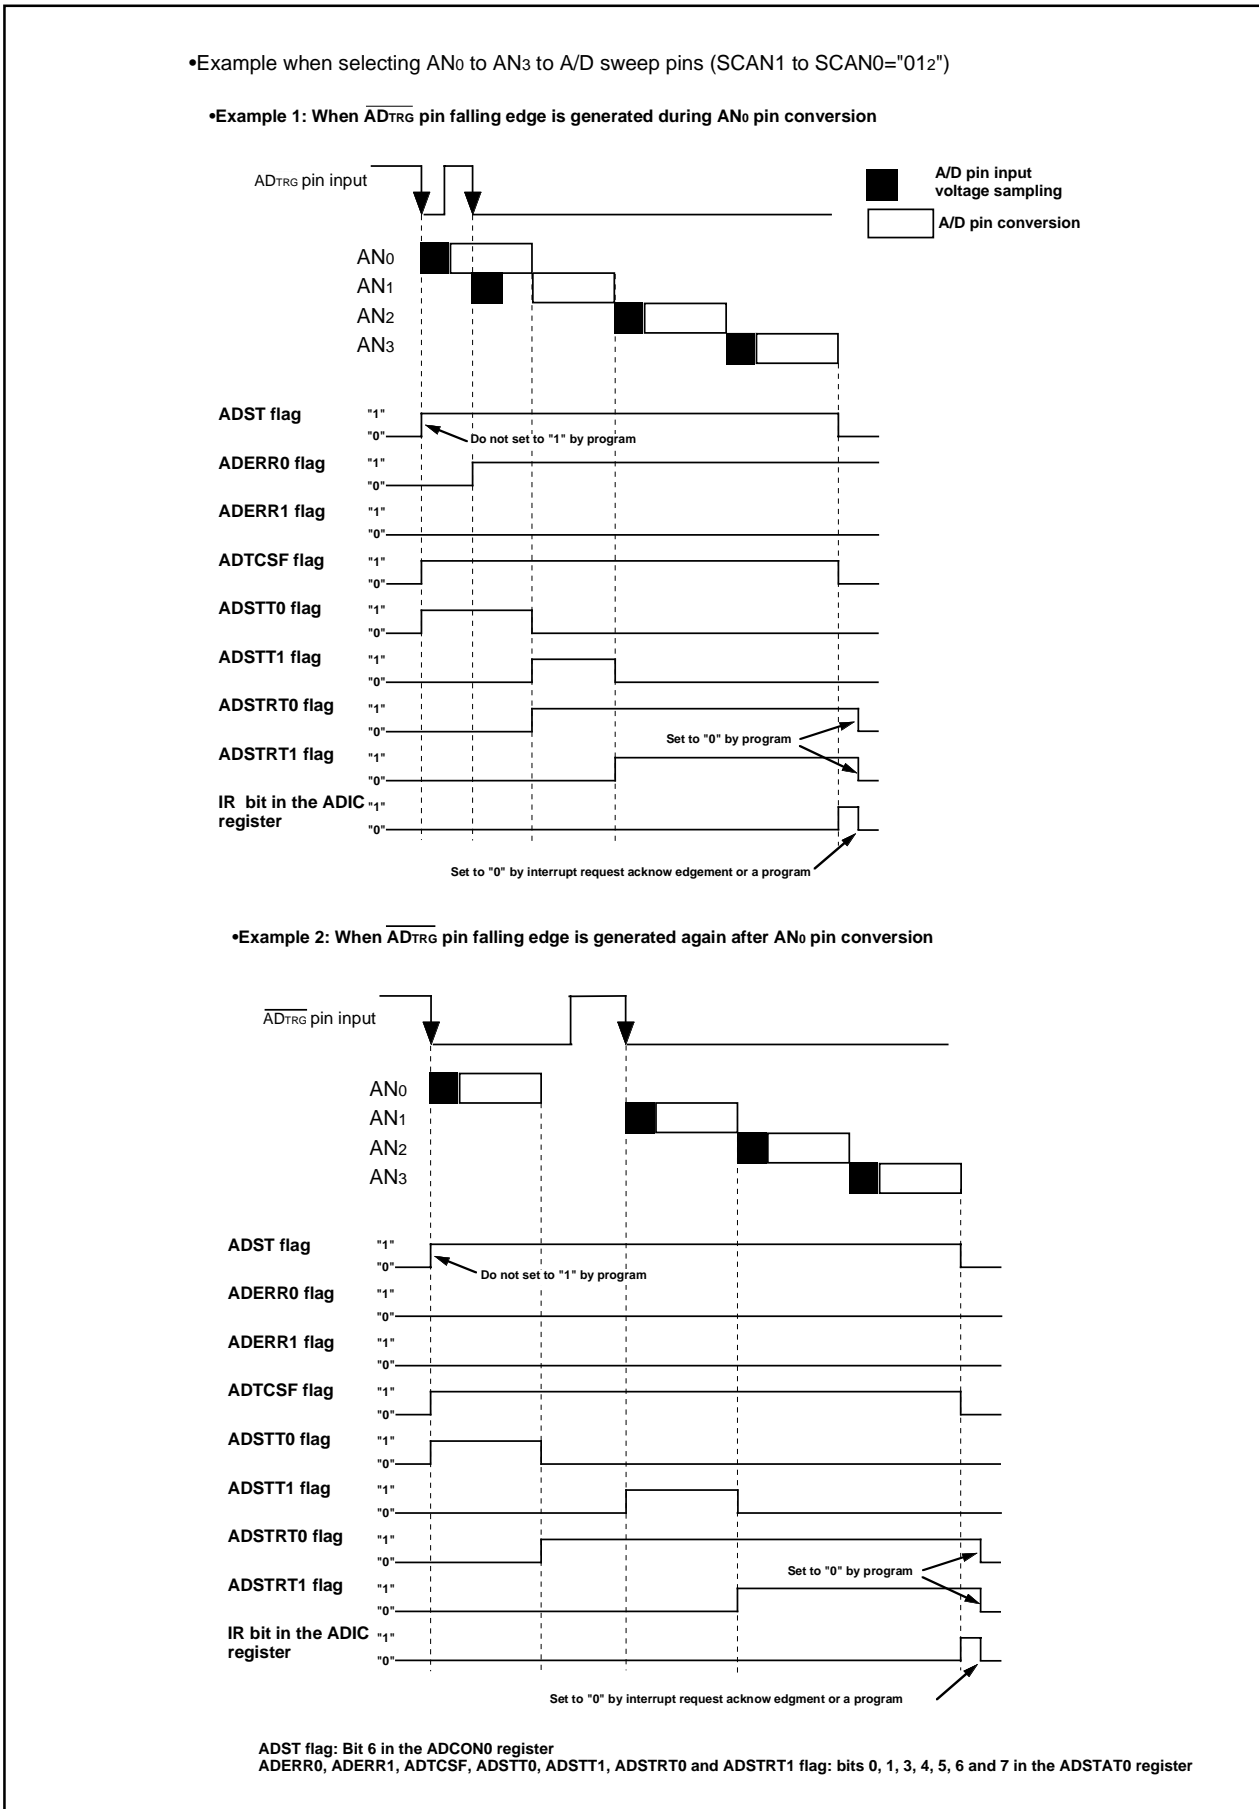 •Example when selecting AN0 to AN3 to A/D sweep pins (SCAN1 to SCAN0="012")
•Example 1: When ADTRG pin falling edge is generated during AN0 pin conversion
ADTRG pin input
A/D pin input
voltage sampling
A/D pin conversion
AN0
AN1
AN2
AN3
ADST flag
"1"
"0"
Do not set to "1" by program
ADERR0 flag
"1"
"0"
ADERR1 flag
"1"
"0"
ADTCSF flag
"1"
"0"
ADSTT0 flag
"1"
"0"
ADSTT1 flag
"1"
"0"
ADSTRT0 flag
"1"
"0"
Set to "0" by program
ADSTRT1 flag
"1"
"0"
IR bit in the ADIC
register
"1"
"0"
Set to "0" by interrupt request acknow edgement or a program
•Example 2: When ADTRG pin falling edge is generated again after AN0 pin conversion
ADTRG pin input
AN0
AN1
AN2
AN3
ADST flag
"1"
"0"
Do not set to "1" by program
ADERR0 flag
"1"
"0"
ADERR1 flag
"1"
"0"
ADTCSF flag
"1"
"0"
ADSTT0 flag
"1"
"0"
ADSTT1 flag
"1"
"0"
ADSTRT0 flag
"1"
"0"
Set to "0" by program
ADSTRT1 flag
"1"
"0"
IR bit in the ADIC
register
"1"
"0"
Set to "0" by interrupt request acknow edgment or a program
ADST flag: Bit 6 in the ADCON0 register
ADERR0, ADERR1, ADTCSF, ADSTT0, ADSTT1, ADSTRT0 and ADSTRT1 flag: bits 0, 1, 3, 4, 5, 6 and 7 in the ADSTAT0 register